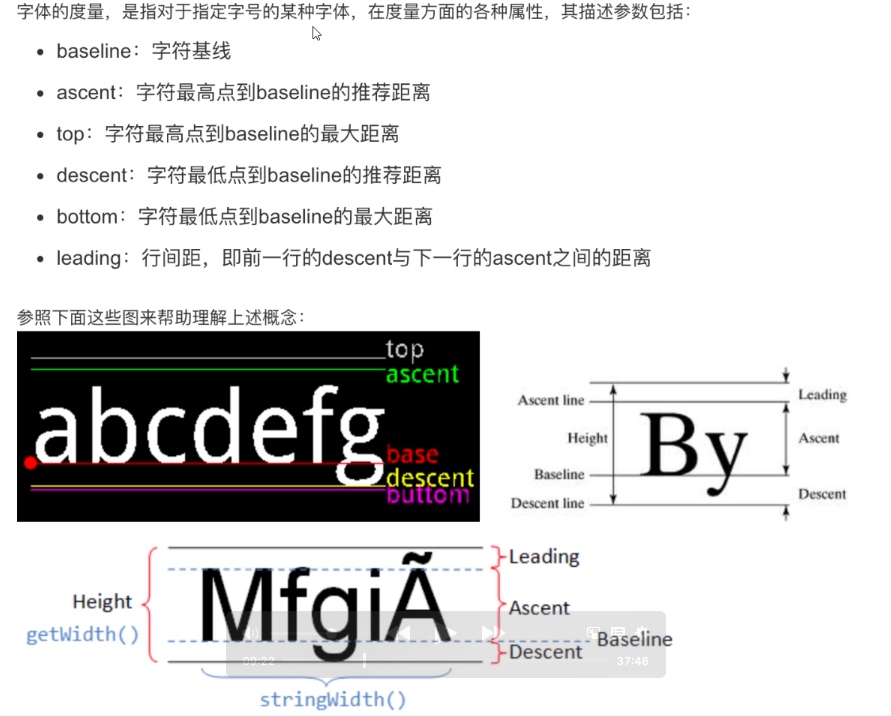 字体的度量，是指对于指定字号的某种字体，在度量方面的各种属性，其描述参数包括：
• baseline：字符基线
• ascent：字符最高点到baseline的推荐距离
• top：字符最高点到baseline的最大距离
• descent：字符最低点到baseline的推荐距离
• bottom：字符最低点到baseline的最大距离
• leading：行间距，即前一行的descent与下一行的ascent之间的距离
参照下面这些图来帮助理解上述概念：
top
ascent
abcdefg
base
descent
buttom
Ascent line
Leading
Height
By
Ascent
Baseline
Descent line
Descent
Leading
Height
MfgiÃ
Ascent
getWidth()
Baseline
Descent
09:22
37:46
stringWidth()